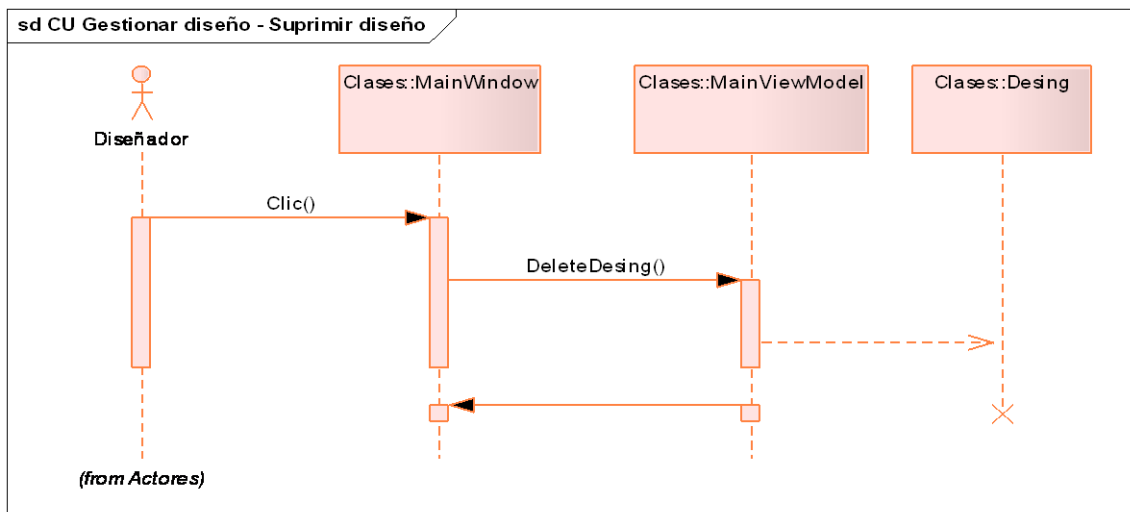 sd CU Gestionar diseño - Suprimir diseño
Clases::MainWindow
Clases::MainViewModel
Clases::Desing
Diseñador
Clic()
DeleteDesing()
(from Actores)